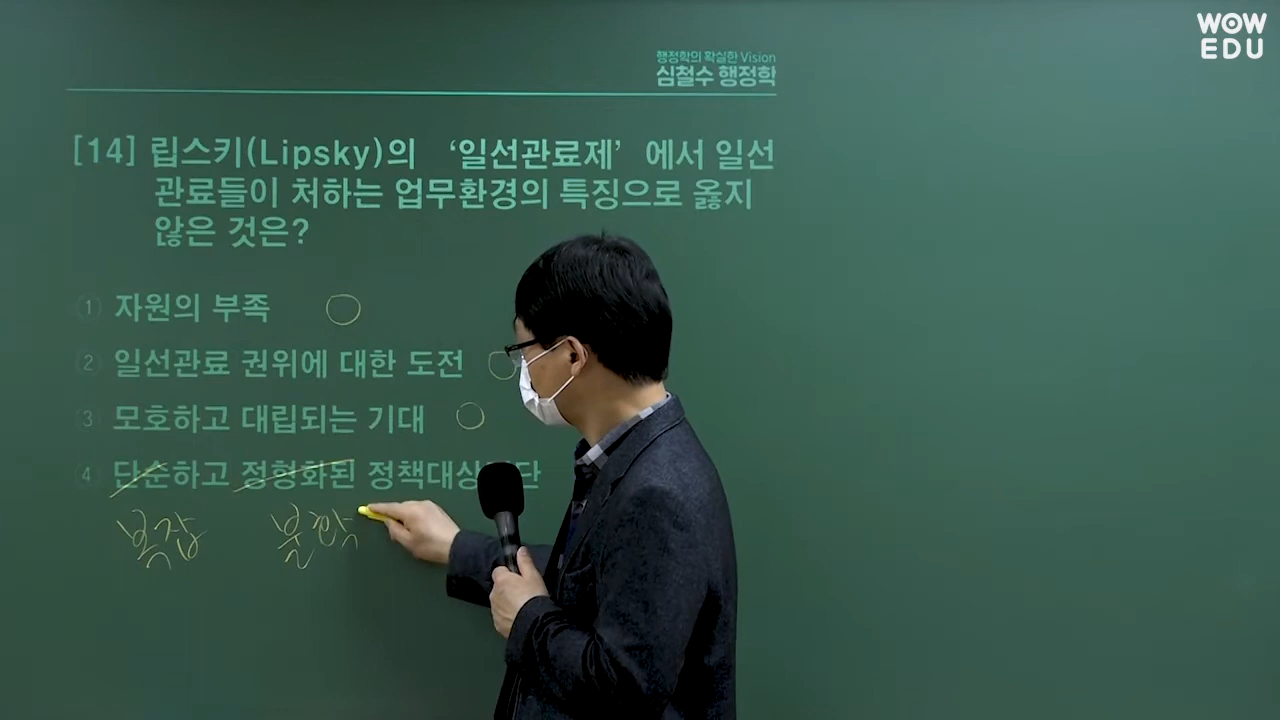 WOW
EDU
행정학의 확실한 Vision
심철수 행정학
[14] 립스키(Lipsky)의 ‘일선관료제’ 에서 일선
관료들이 처하는 업무환경의 특징으로 옳지
않은 것은?
① 자원의 부족
② 일선관료 권위에 대한 도전
③ 모호하고 대립되는 기대
④ 단순하고 정형화된
복잡 불확